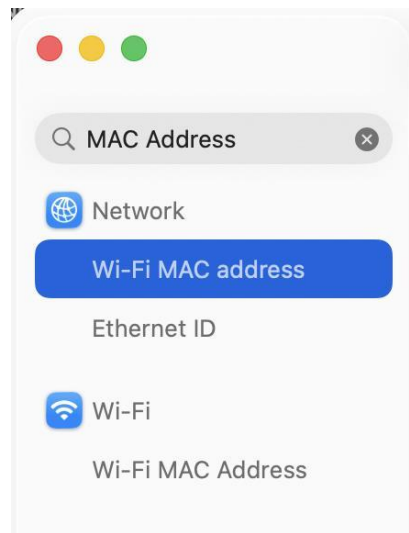 MAC Address
Network
Wi-Fi MAC address
Ethernet ID
Wi-Fi
Wi-Fi MAC Address